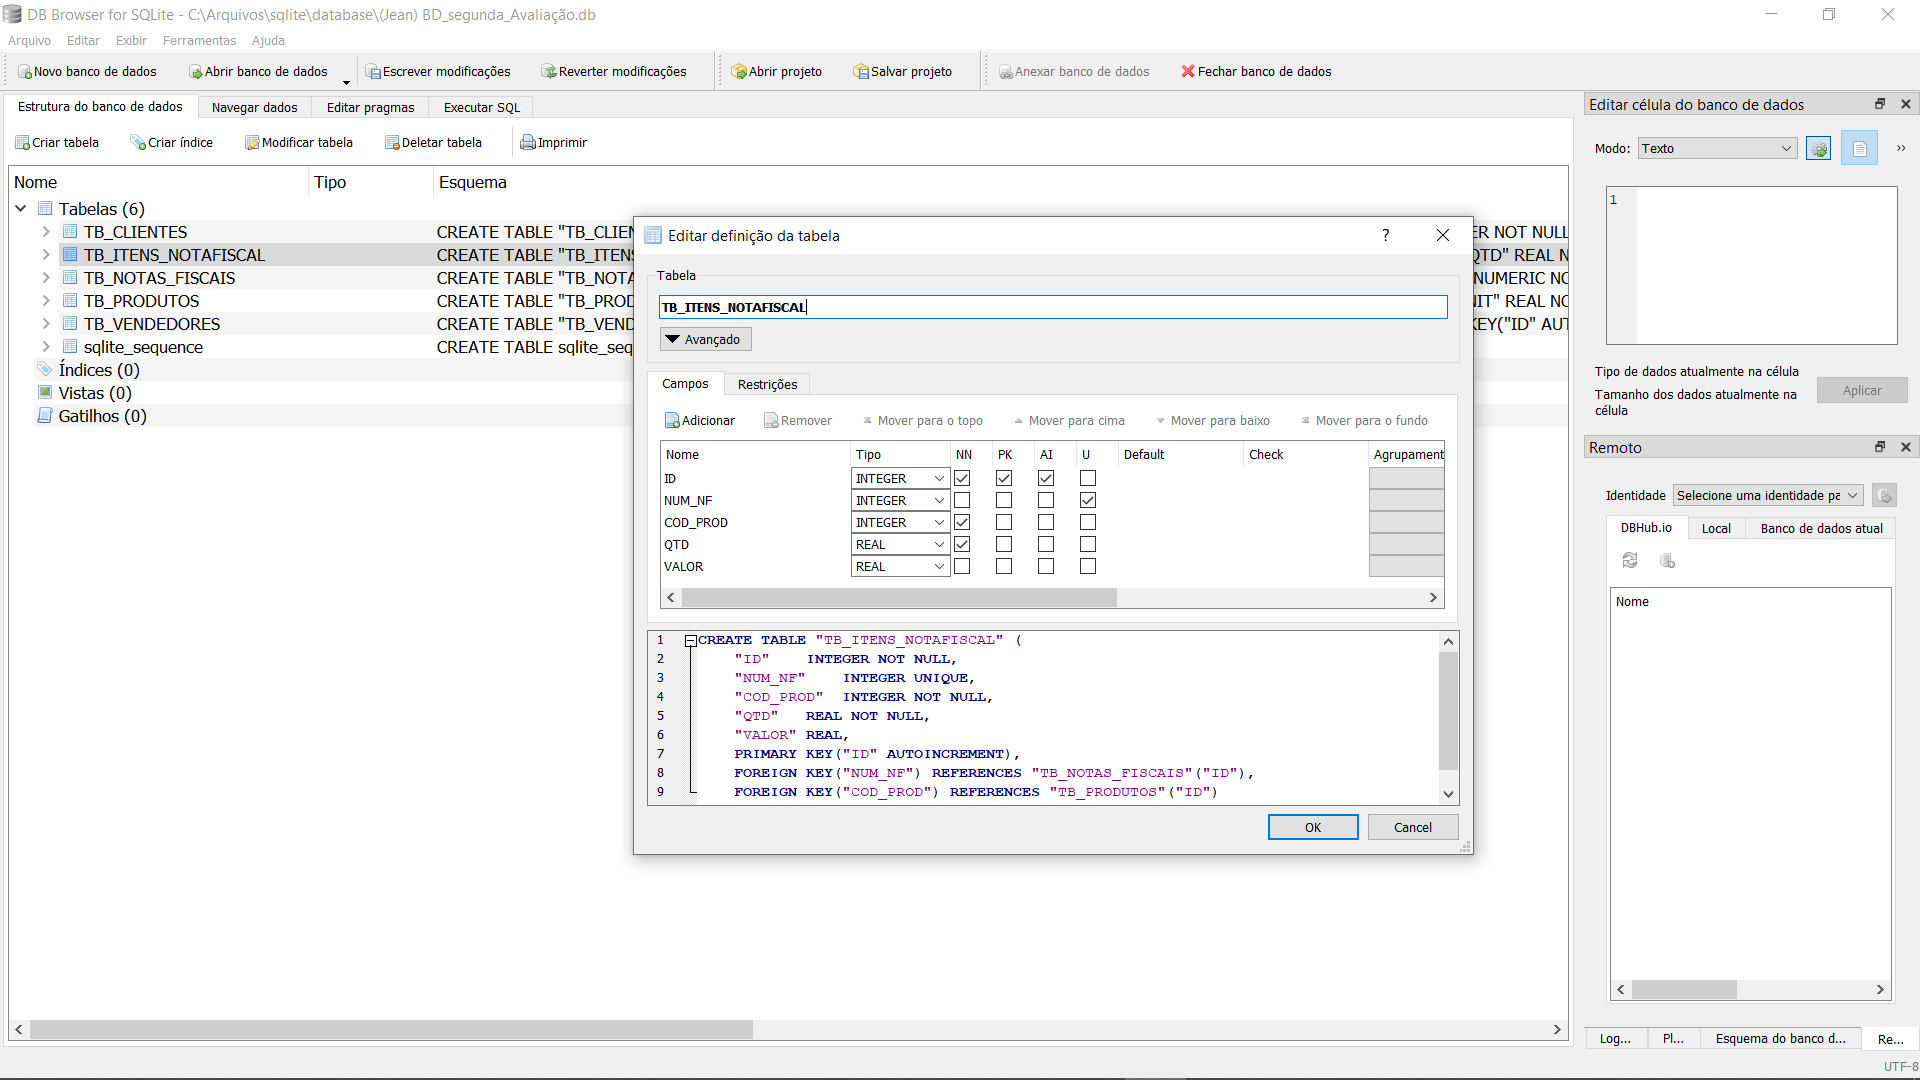 DB Browser for SQLite - C:\Arquivos\sqlite\database\(Jean) BD_segunda_Avaliação.db
Arquivo Editar Exibir Ferramentas Ajuda
Novo banco de dados Abrir banco de dados Escrever modificações Reverter modificações Abrir projeto Salvar projeto Anexar banco de dados Fechar banco de dados
Estrutura do banco de dados Navegar dados Editar pragmas Executar SQL
Criar tabela Criar índice Modificar tabela Deletar tabela Imprimir
Nome Tipo Esquema
Tabelas (6)
TB_CLIENTES CREATE TABLE "TB_CLIEN ER NOT NULL
TB_ITENS_NOTAFISCAL CREATE TABLE "TB_ITENS QTD" REAL N
TB_NOTAS_FISCAIS CREATE TABLE "TB_NOTA NUMERIC NO
TB_PRODUTOS CREATE TABLE "TB_PROD NIT" REAL NO
TB_VENDEDORES CREATE TABLE "TB_VEND KEY("ID" AUT
sqlite_sequence CREATE TABLE sqlite_seq
Índices (0)
Vistas (0)
Gatilhos (0)
Editar definição da tabela ?
Tabela
TB_ITENS_NOTAFISCAL
Avançado
Campos Restrições
Adicionar Remover Mover para o topo Mover para cima Mover para baixo Mover para o fundo
Nome Tipo NN PK AI U Default Check Agrupament
ID INTEGER
NUM_NF INTEGER
COD_PROD INTEGER
QTD REAL
VALOR REAL
1 CREATE TABLE "TB_ITENS_NOTAFISCAL" (
2 "ID" INTEGER NOT NULL,
3 "NUM_NF" INTEGER UNIQUE,
4 "COD_PROD" INTEGER NOT NULL,
5 "QTD" REAL NOT NULL,
6 "VALOR" REAL,
7 PRIMARY KEY("ID" AUTOINCREMENT),
8 FOREIGN KEY("NUM_NF") REFERENCES "TB_NOTAS_FISCAIS"("ID"),
9 FOREIGN KEY("COD_PROD") REFERENCES "TB_PRODUTOS"("ID")
OK Cancel
Editar célula do banco de dados
Modo: Texto »
1
Tipo de dados atualmente na célula
Tamanho dos dados atualmente na
célula
Aplicar
Remoto
Identidade Selecione uma identidade pa
DBHub.io Local Banco de dados atual
Nome
Log... Pl... Esquema do banco d... Re...
UTF-8